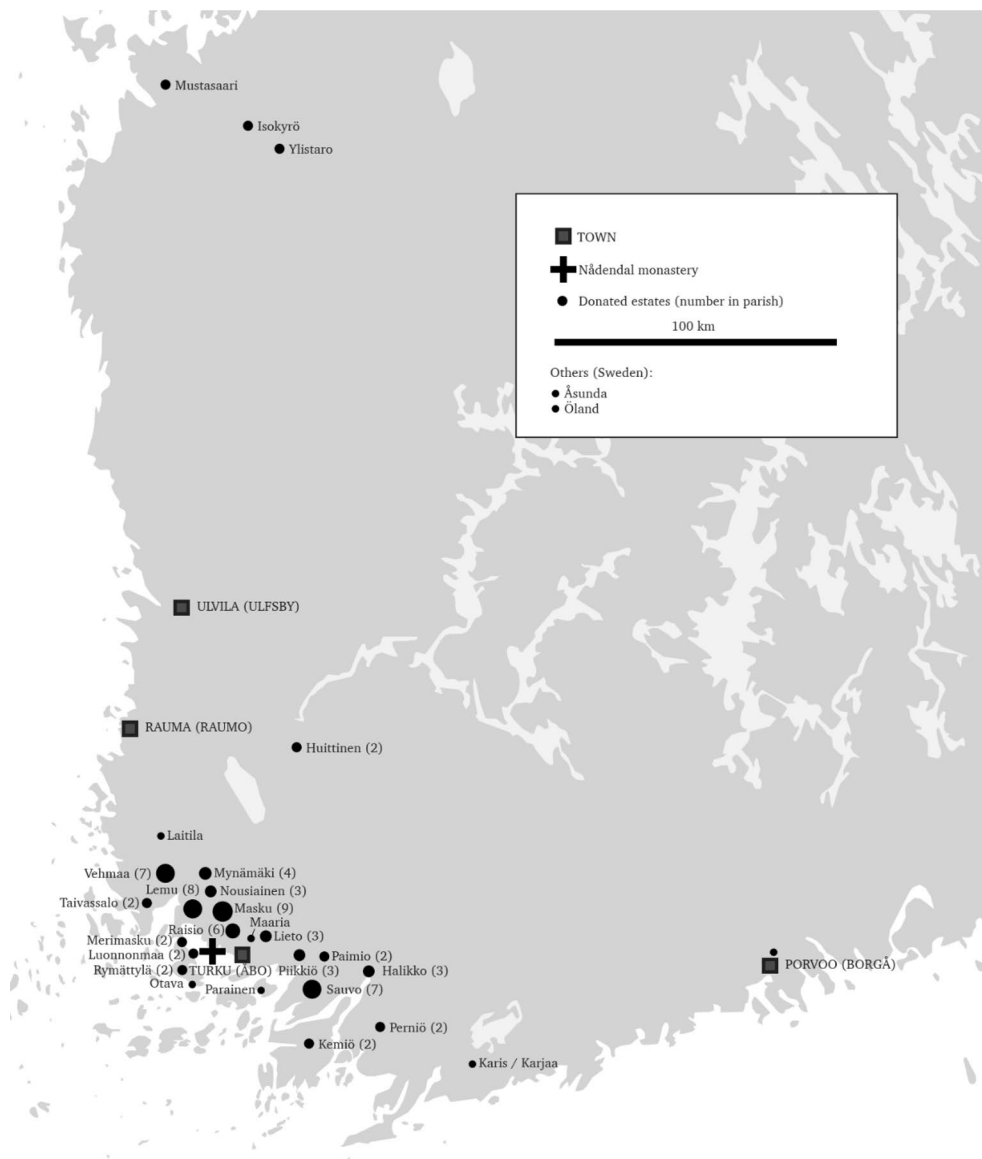 Mustasaari
Isokyrö
Ylistaro
TOWN
Nådendal monastery
Donated estates (number in parish)
100 km
Others (Sweden):
Åsunda
Öland
ULVILA (ULFSBY)
RAUMA (RAUMO)
Huittinen (2)
Laitila
Vehmaa (7)
Mynämäki (4)
Lemu (8)
Nousiainen (3)
Taivassalo (2)
Masku (9)
Maaria
Raisio (6)
Lieto (3)
Merimasku (2)
Luonnonmaa (2)
Paimio (2)
Rymättylä (2)
TURKU (ÅBO)
Piikkiö (3)
Halikko (3)
Otava
Parainen
Sauvo (7)
PORVOO (BORGÅ)
Perniö (2)
Kemiö (2)
Karis / Karjaa